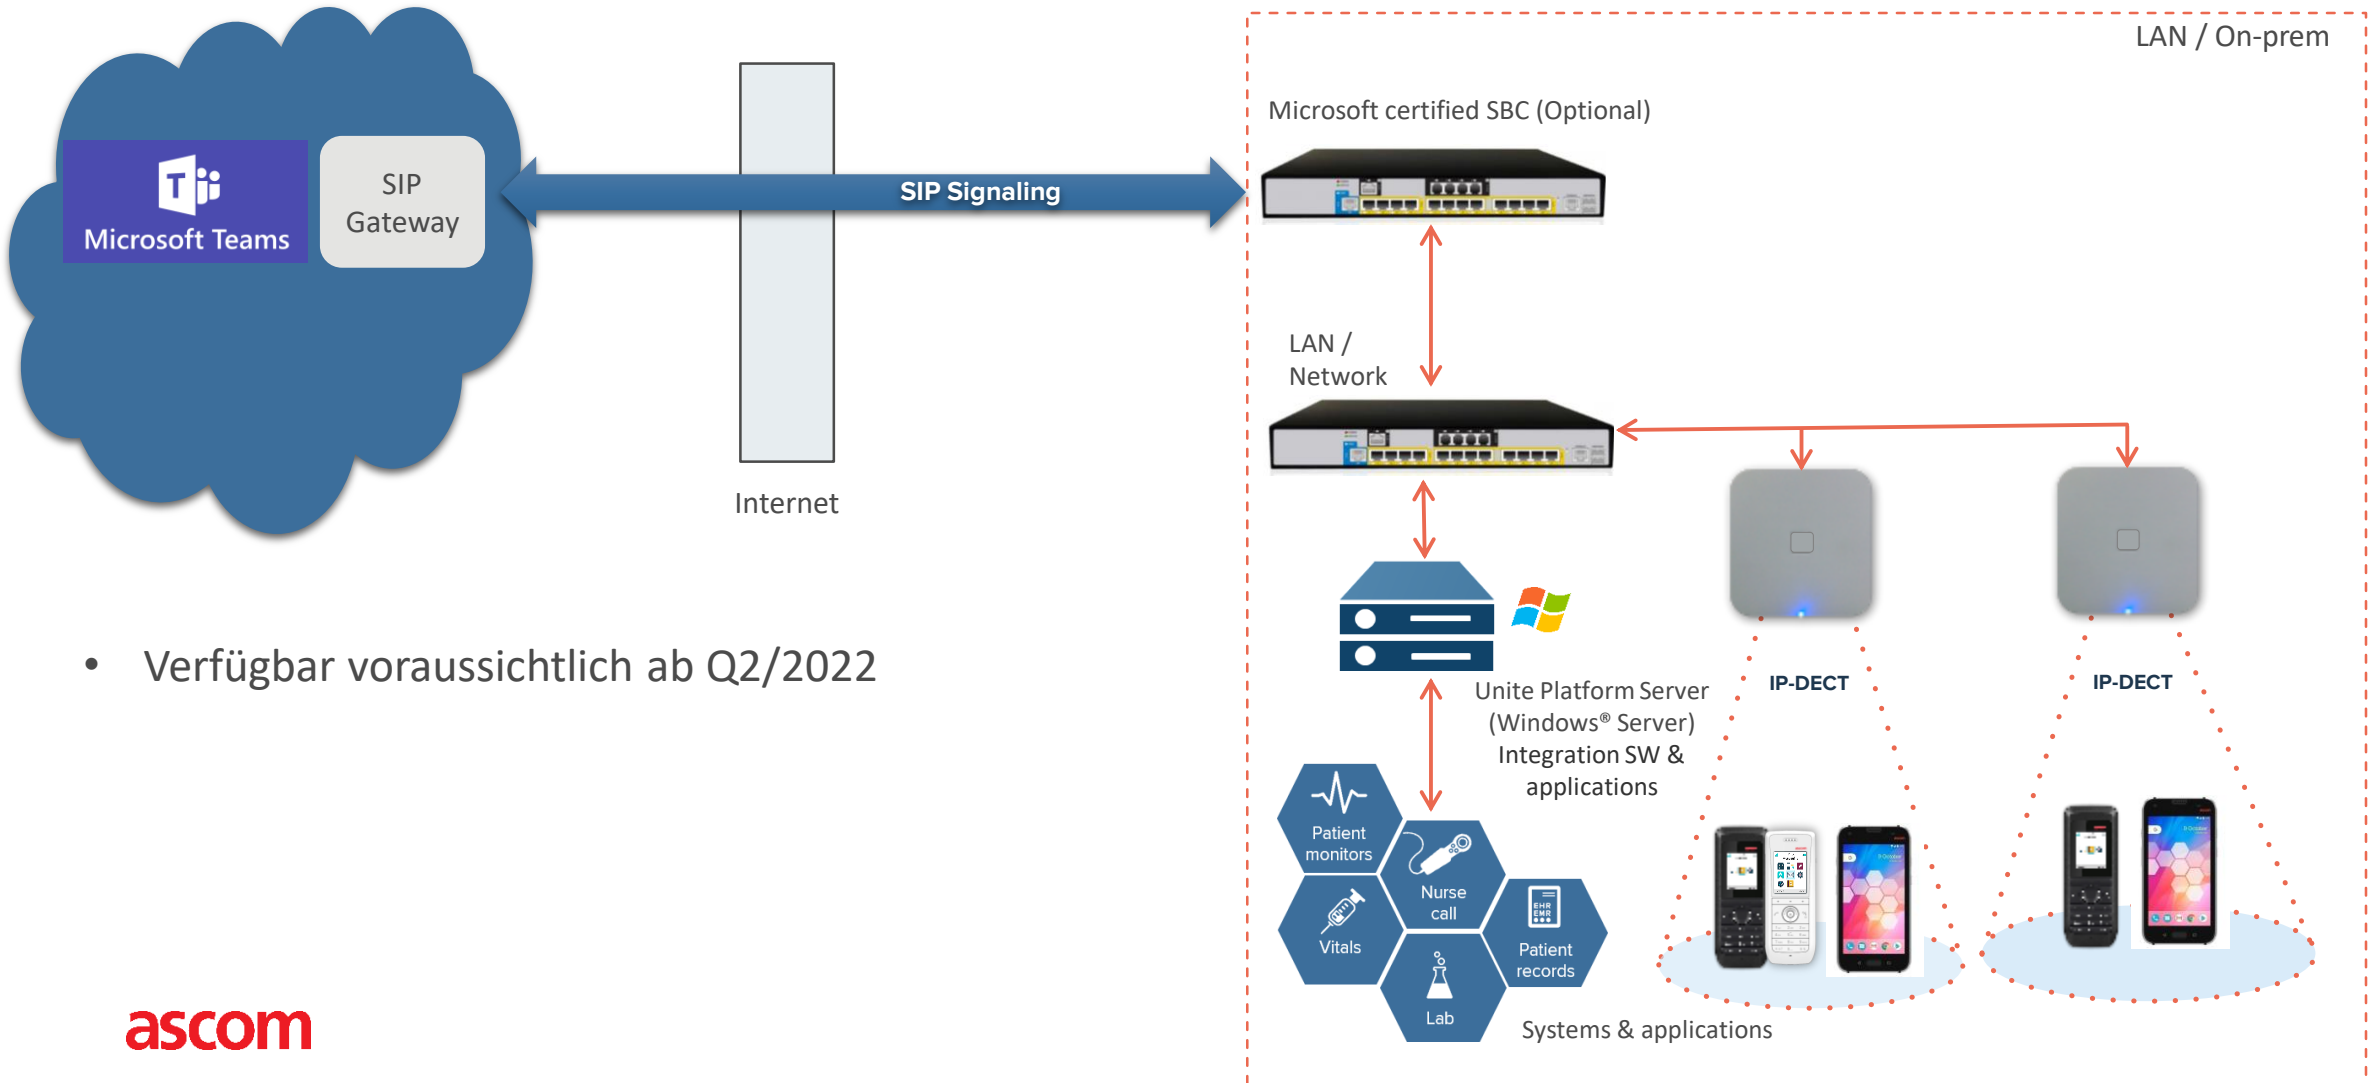 LAN / On-prem
Microsoft certified SBC (Optional)
Microsoft Teams
SIP
Gateway
SIP Signaling
LAN /
Network
Internet
• Verfügbar voraussichtlich ab Q2/2022
Unite Platform Server
(Windows® Server)
Integration SW &
applications
IP-DECT
IP-DECT
Patient
monitors
Nurse
call
Vitals
EHR
EMR
Patient
records
Lab
Systems & applications
ascom